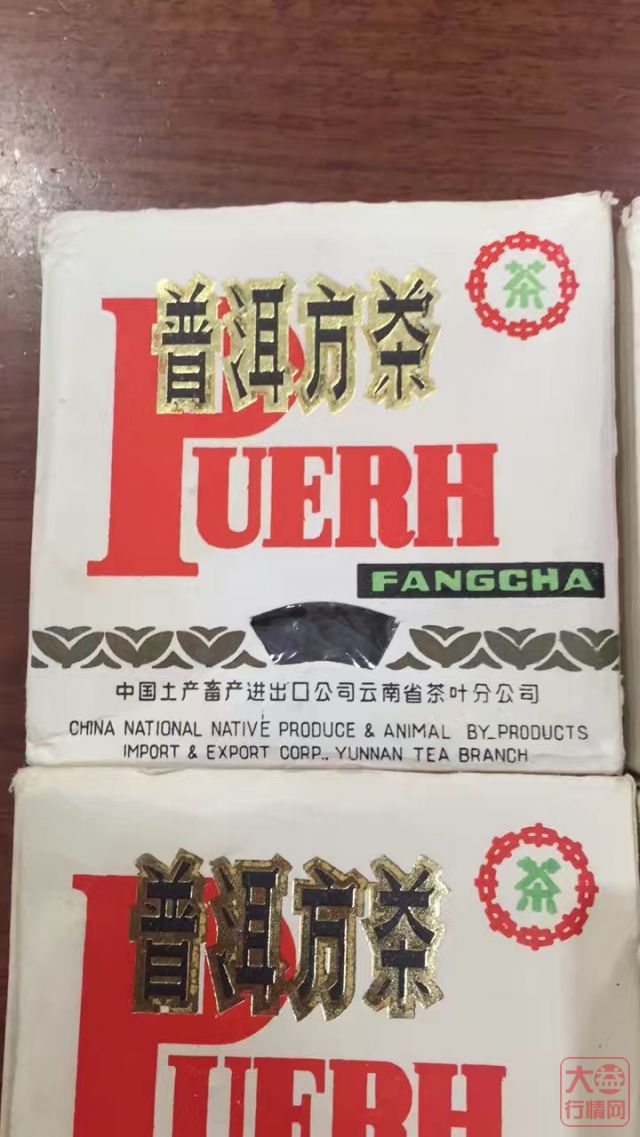 茶
普洱方茶
PUERH
FANGCHA
中国土产畜产进出口公司云南省茶叶分公司
CHINA NATIONAL NATIVE PRODUCE & ANIMAL BY_PRODUCTS
IMPORT & EXPORT CORP., YUNNAN TEA BRANCH
茶
普洱方茶
PUERH
大益
行情网